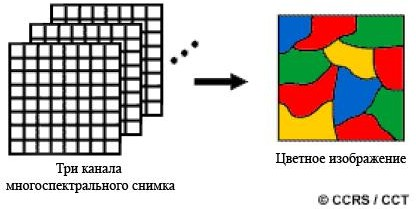 Три канала
многоспектрального снимка
Цветное изображение
© CCRS / CCT